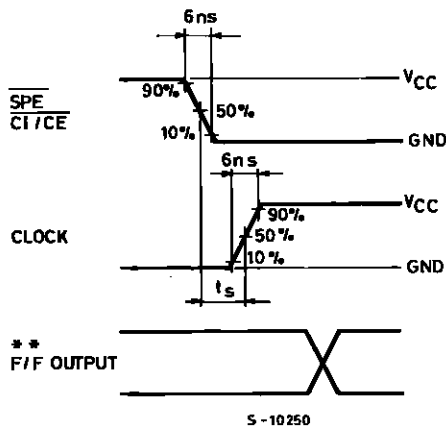 6ns
VCC
90%
50%
10%
SPE
CI/CE
GND
6ns
VCC
90%
50%
10%
CLOCK
GND
ts
**
F/F OUTPUT
S-10250